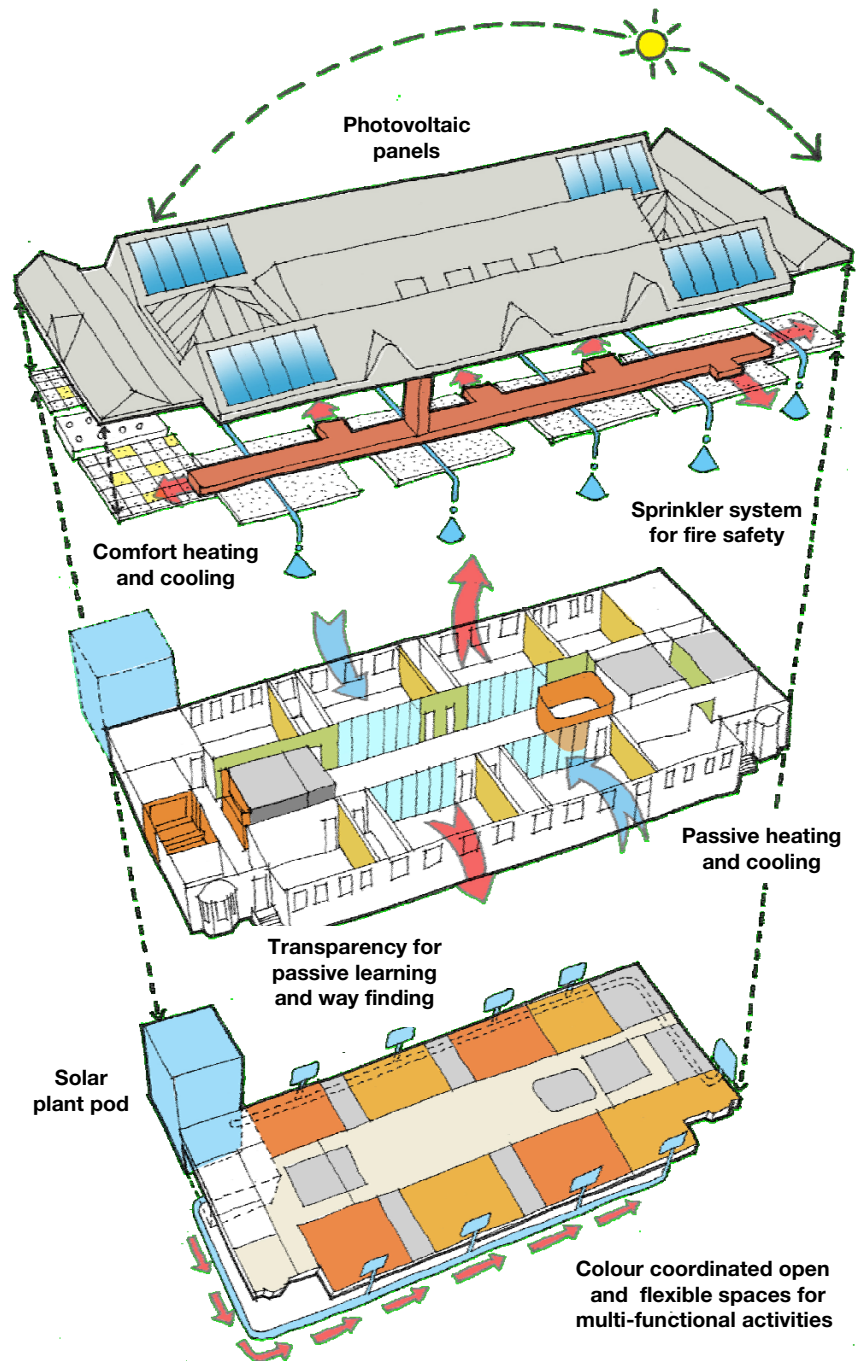 Photovoltaic
panels
Sprinkler system
for fire safety
Comfort heating
and cooling
Passive heating
and cooling
Transparency for
passive learning
and way finding
Solar
plant pod
Colour coordinated open
and flexible spaces for
multi-functional activities